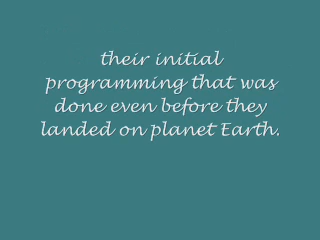 their initial
programming that was
done even before they
landed on planet Earth.